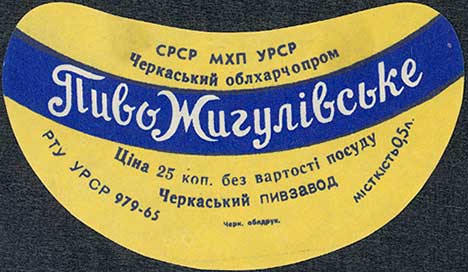 СРСР МХП УРСР
Черкаський облхарчопром
Пиво Жигулівське
Ціна 25 коп. без вартості посуду
РТУ УРСР 979-65
Черкаський пивзавод
місткість 0,5л.
Черк. облдрук.